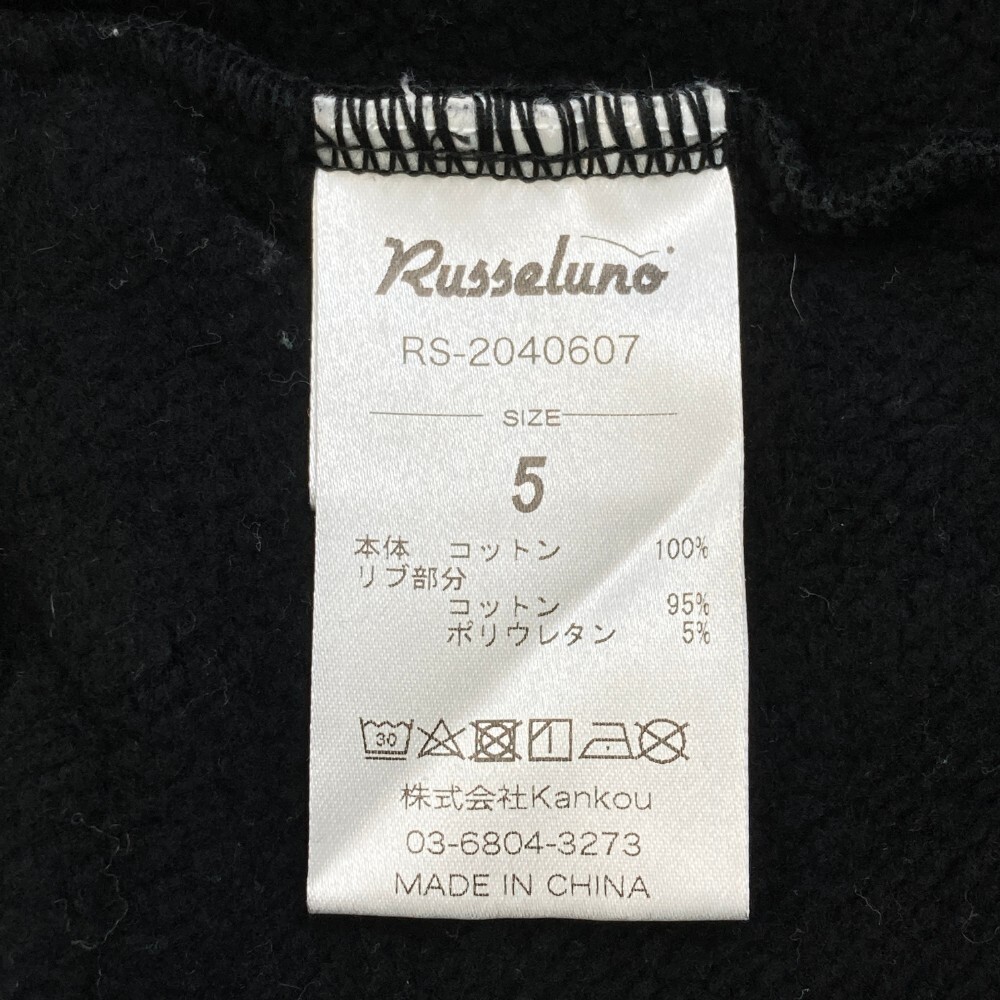 Russeluno
RS-2040607
SIZE
5
本体 コットン 100%
リブ部分
コットン 95%
ポリウレタン 5%
30
株式会社Kankou
03-6804-3273
MADE IN CHINA